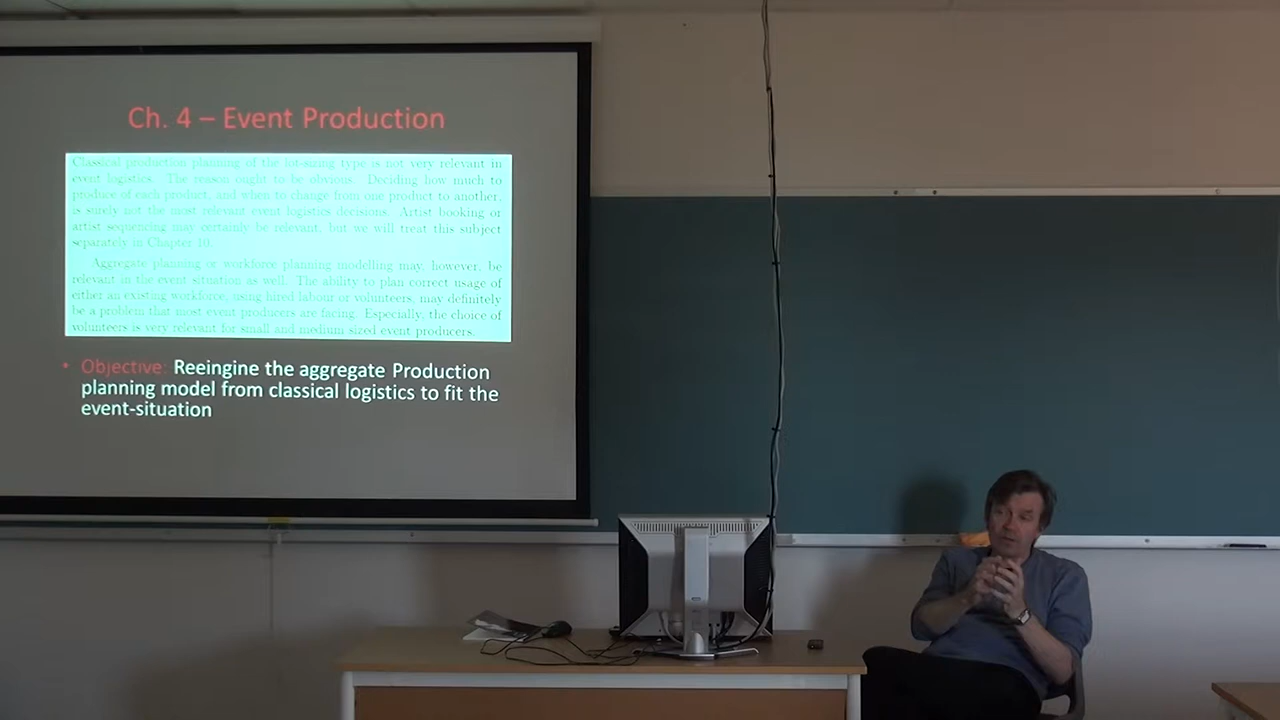 Ch. 4 – Event Production
Classical production planning of the lot-sizing type is not very relevant in
event logistics. The reason ought to be obvious. Deciding how much to
produce of each product, and when to change from one product to another,
is surely not the most relevant event logistics decisions. Artist booking or
artist sequencing may certainly be relevant, but we will treat this subject
separately in Chapter 10.
Aggregate planning or workforce planning modelling may, however, be
relevant in the event situation as well. The ability to plan correct usage of
either an existing workforce, using hired labour or volunteers, may definitely
be a problem that most event producers are facing. Especially, the choice of
volunteers is very relevant for small and medium sized event producers.
• Objective: Reeingine the aggregate Production
planning model from classical logistics to fit the
event-situation